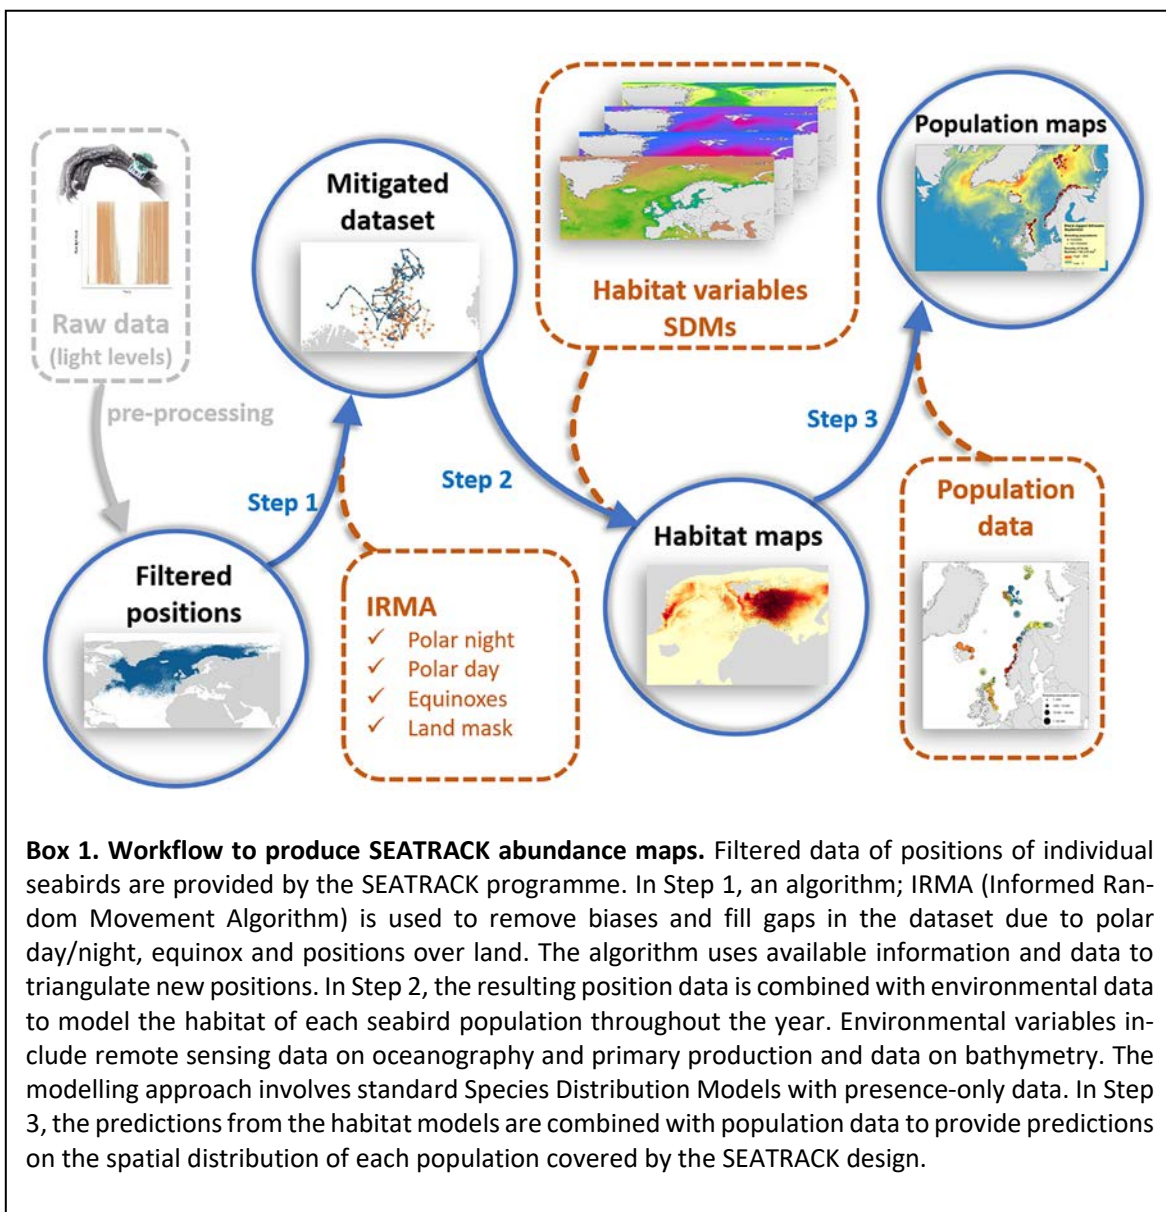 Raw data
(light levels)
pre-processing
Filtered
positions
Step 1
Mitigated
dataset
IRMA
✓ Polar night
✓ Polar day
✓ Equinoxes
✓ Land mask
Step 2
Habitat variables
SDMs
Habitat maps
Step 3
Population maps
Population
data
Box 1. Workflow to produce SEATRACK abundance maps. Filtered data of positions of individual
seabirds are provided by the SEATRACK programme. In Step 1, an algorithm; IRMA (Informed Ran-
dom Movement Algorithm) is used to remove biases and fill gaps in the dataset due to polar
day/night, equinox and positions over land. The algorithm uses available information and data to
triangulate new positions. In Step 2, the resulting position data is combined with environmental data
to model the habitat of each seabird population throughout the year. Environmental variables in-
clude remote sensing data on oceanography and primary production and data on bathymetry. The
modelling approach involves standard Species Distribution Models with presence-only data. In Step
3, the predictions from the habitat models are combined with population data to provide predictions
on the spatial distribution of each population covered by the SEATRACK design.